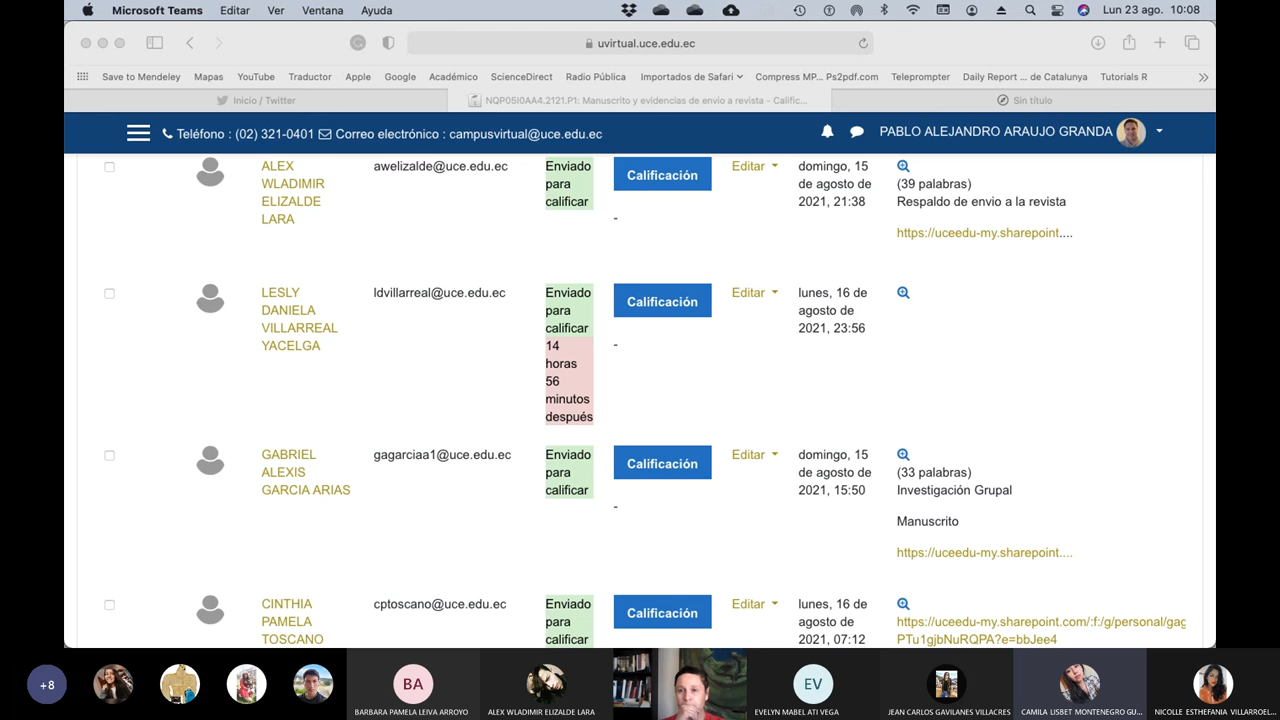 Microsoft Teams Editar Ver Ventana Ayuda Lun 23 ago. 10:08
uvirtual.uce.edu.ec
Save to Mendeley Mapas YouTube Traductor Apple Google Académico ScienceDirect Radio Pública Importados de Safari Compress MP... Ps2pdf.com Teleprompter Daily Report ... de Catalunya Tutorials R
Inicio / Twitter NQP05I0AA4.2121.P1: Manuscrito y evidencias de envio a revista - Calific... Sin título
Teléfono : (02) 321-0401 Correo electrónico : campusvirtual@uce.edu.ec PABLO ALEJANDRO ARAUJO GRANDA
ALEX
WLADIMIR
ELIZALDE
LARA
awelizalde@uce.edu.ec
Enviado
para
calificar
Calificación
-
Editar
domingo, 15
de agosto de
2021, 21:38
(39 palabras)
Respaldo de envio a la revista
https://uceedu-my.sharepoint....
LESLY
DANIELA
VILLARREAL
YACELGA
ldvillarreal@uce.edu.ec
Enviado
para
calificar
14
horas
56
minutos
después
Calificación
-
Editar
lunes, 16 de
agosto de
2021, 23:56
GABRIEL
ALEXIS
GARCIA ARIAS
gagarciaa1@uce.edu.ec
Enviado
para
calificar
Calificación
-
Editar
domingo, 15
de agosto de
2021, 15:50
(33 palabras)
Investigación Grupal
Manuscrito
https://uceedu-my.sharepoint....
CINTHIA
PAMELA
TOSCANO
cptoscano@uce.edu.ec
Enviado
para
calificar
Calificación
Editar
lunes, 16 de
agosto de
2021, 07:12
https://uceedu-my.sharepoint.com/:f:/g/personal/gag
PTu1gjbNuRQPA?e=bbJee4
+8
BA
EV
BARBARA PAMELA LEIVA ARROYO
ALEX WLADIMIR ELIZALDE LARA
EVELYN MABEL ATI VEGA
JEAN CARLOS GAVILANES VILLACRES
CAMILA LISBET MONTENEGRO GU...
NICOLLE ESTHEFANIA VILLARROEL...